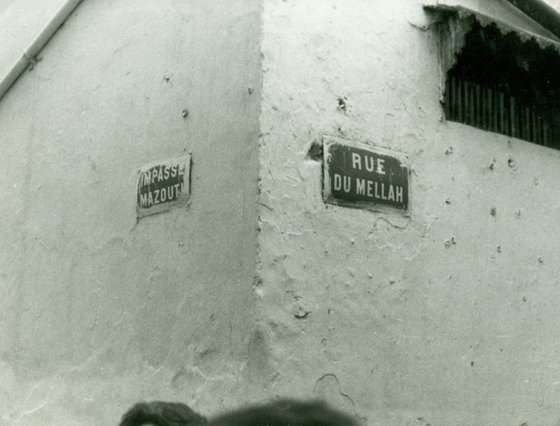 IMPASSE
MAZOUT
RUE
DU MELLAH